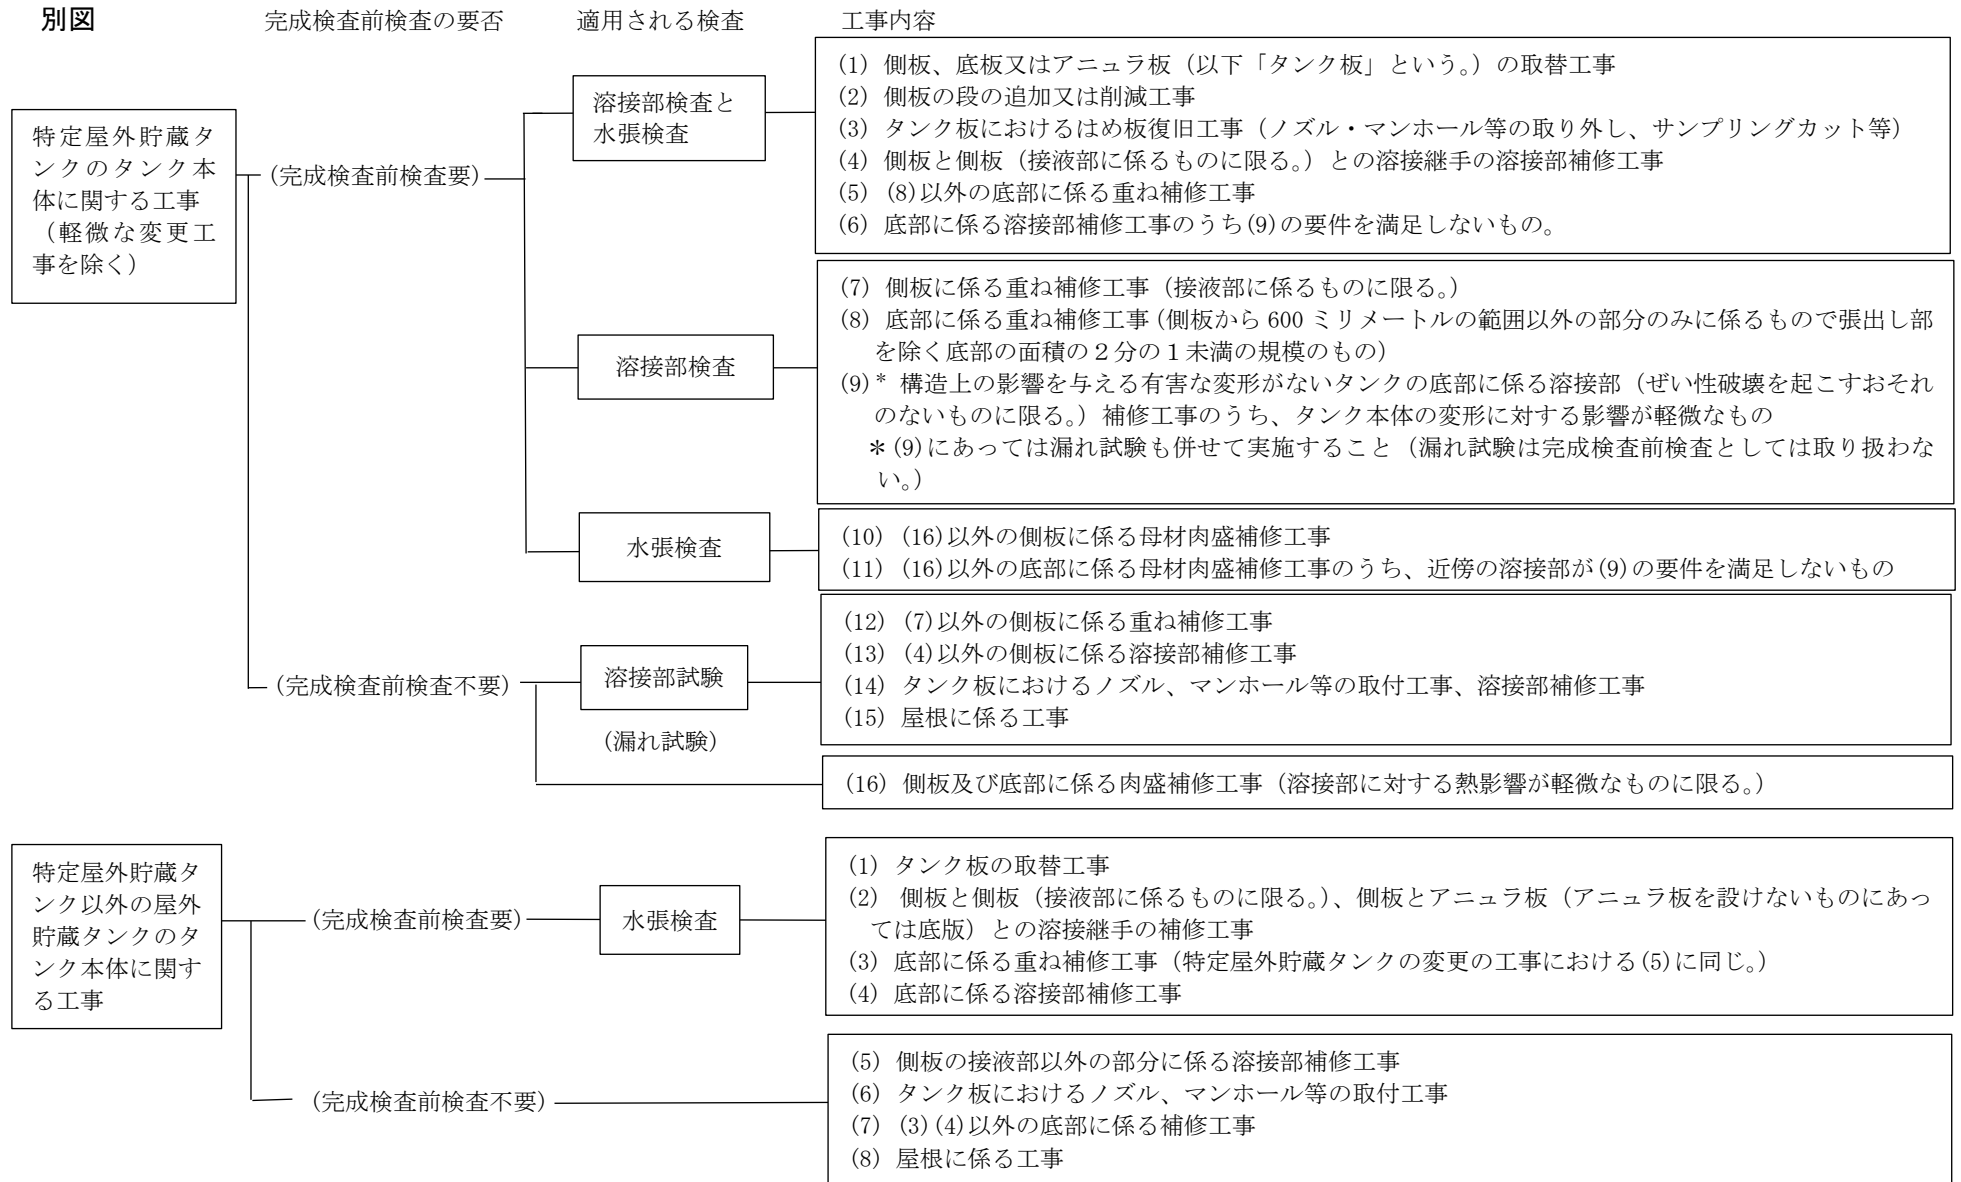 別図 完成検査前検査の要否 適用される検査 工事内容
特定屋外貯蔵タ
ンクのタンク本
体に関する工事
（軽微な変更工
事を除く）
(完成検査前検査要)
溶接部検査と
水張検査
(1) 側板、底板又はアニュラ板（以下「タンク板」という。）の取替工事
(2) 側板の段の追加又は削減工事
(3) タンク板におけるはめ板復旧工事（ノズル・マンホール等の取り外し、サンプリングカット等）
(4) 側板と側板（接液部に係るものに限る。）との溶接継手の溶接部補修工事
(5) (8)以外の底部に係る重ね補修工事
(6) 底部に係る溶接部補修工事のうち(9)の要件を満足しないもの。
溶接部検査
(7) 側板に係る重ね補修工事（接液部に係るものに限る。）
(8) 底部に係る重ね補修工事（側板から 600 ミリメートルの範囲以外の部分のみに係るもので張出し部
を除く底部の面積の２分の１未満の規模のもの）
(9)* 構造上の影響を与える有害な変形がないタンクの底部に係る溶接部（ぜい性破壊を起こすおそれ
のないものに限る。）補修工事のうち、タンク本体の変形に対する影響が軽微なもの
＊(9)にあっては漏れ試験も併せて実施すること（漏れ試験は完成検査前検査としては取り扱わな
い。）
水張検査
(10) (16)以外の側板に係る母材肉盛補修工事
(11) (16)以外の底部に係る母材肉盛補修工事のうち、近傍の溶接部が(9)の要件を満足しないもの
(完成検査前検査不要)
溶接部試験
(漏れ試験)
(12) (7)以外の側板に係る重ね補修工事
(13) (4)以外の側板に係る溶接部補修工事
(14) タンク板におけるノズル、マンホール等の取付工事、溶接部補修工事
(15) 屋根に係る工事
(16) 側板及び底部に係る肉盛補修工事（溶接部に対する熱影響が軽微なものに限る。）
特定屋外貯蔵タ
ンク以外の屋外
貯蔵タンクのタ
ンク本体に関す
る工事
(完成検査前検査要)
水張検査
(1) タンク板の取替工事
(2) 側板と側板（接液部に係るものに限る。）、側板とアニュラ板（アニュラ板を設けないものにあっ
ては底版）との溶接継手の補修工事
(3) 底部に係る重ね補修工事（特定屋外貯蔵タンクの変更の工事における(5)に同じ。）
(4) 底部に係る溶接部補修工事
(完成検査前検査不要)
(5) 側板の接液部以外の部分に係る溶接部補修工事
(6) タンク板におけるノズル、マンホール等の取付工事
(7) (3)(4)以外の底部に係る補修工事
(8) 屋根に係る工事